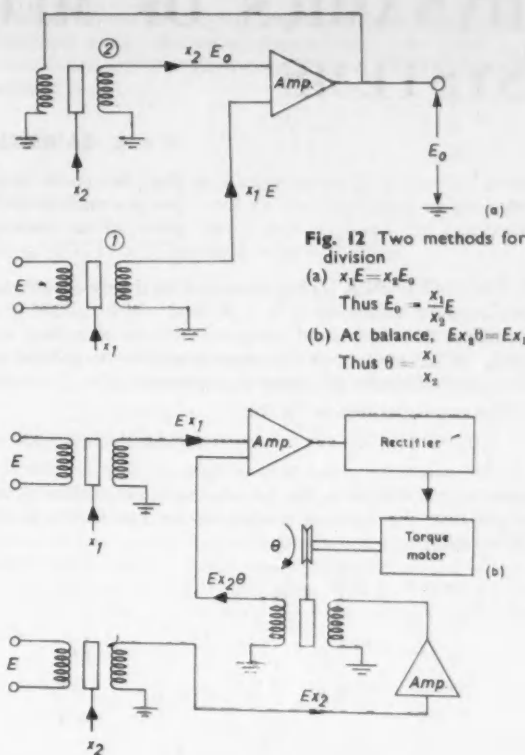 ②
x₂ E₀
Amp.
x₂
E₀
x₁ E
(a)
①
Fig. 12 Two methods for
division
E
(a) x₁E=x₂E₀
Thus E₀ = x₁/x₂ E
x₁
(b) At balance, Ex₂θ=Ex₁
Thus θ = x₁/x₂
Ex₁
Amp.
Rectifier
E
x₁
θ
Torque
motor
(b)
Ex₂θ
E
Amp.
Ex₂
x₂